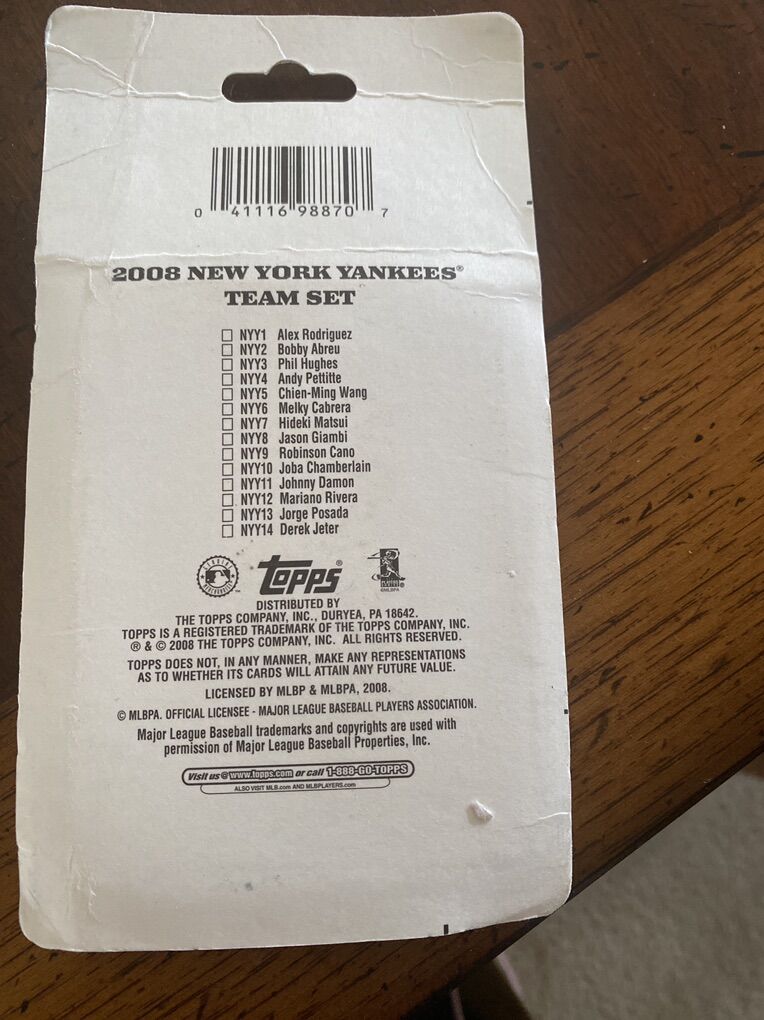 0 41116 98870 7
2008 NEW YORK YANKEES®
TEAM SET
NYY1 Alex Rodriguez
NYY2 Bobby Abreu
NYY3 Phil Hughes
NYY4 Andy Pettitte
NYY5 Chien-Ming Wang
NYY6 Melky Cabrera
NYY7 Hideki Matsui
NYY8 Jason Giambi
NYY9 Robinson Cano
NYY10 Joba Chamberlain
NYY11 Johnny Damon
NYY12 Mariano Rivera
NYY13 Jorge Posada
NYY14 Derek Jeter
Topps®
©MLBPA
DISTRIBUTED BY
THE TOPPS COMPANY, INC., DURYEA, PA 18642.
TOPPS IS A REGISTERED TRADEMARK OF THE TOPPS COMPANY, INC.
® & © 2008 THE TOPPS COMPANY, INC. ALL RIGHTS RESERVED.
TOPPS DOES NOT, IN ANY MANNER, MAKE ANY REPRESENTATIONS
AS TO WHETHER ITS CARDS WILL ATTAIN ANY FUTURE VALUE.
LICENSED BY MLBP & MLBPA, 2008.
© MLBPA. OFFICIAL LICENSEE - MAJOR LEAGUE BASEBALL PLAYERS ASSOCIATION.
Major League Baseball trademarks and copyrights are used with
permission of Major League Baseball Properties, Inc.
Visit us @ www.topps.com or call 1-888-GO-TOPPS
ALSO VISIT MLB.com AND MLBPLAYERS.com